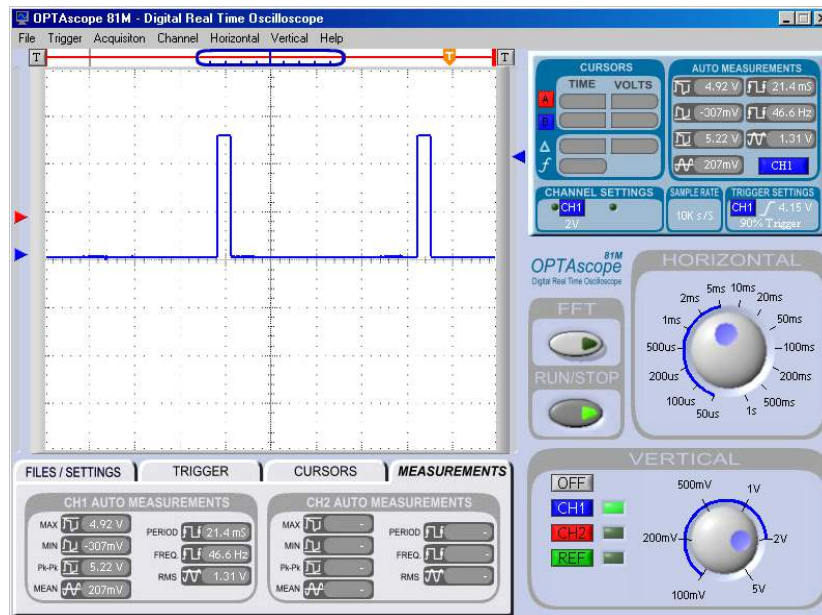 OPTAscope 81M - Digital Real Time Oscilloscope
File Trigger Acquisiton Channel Horizontal Vertical Help
T T T
CURSORS
TIME VOLTS
A
B
Δ
f
AUTO MEASUREMENTS
4.92 V 21.4 mS
-307mV 46.6 Hz
5.22 V 1.31 V
207mV CH1
CHANNEL SETTINGS
CH1
2V
SAMPLE RATE
10K s/S
TRIGGER SETTINGS
CH1 4.15 V
90% Trigger
81M
OPTAscope
Digital Real Time Oscilloscope
FFT
RUN/STOP
HORIZONTAL
5ms 10ms
2ms 20ms
1ms 50ms
500us 100ms
200us 200ms
100us 500ms
50us 1s
VERTICAL
OFF
CH1
CH2
REF
500mV 1V
200mV 2V
100mV 5V
FILES / SETTINGS TRIGGER CURSORS MEASUREMENTS
CH1 AUTO MEASUREMENTS
MAX 4.92 V PERIOD 21.4 mS
MIN -307mV FREQ. 46.6 Hz
Pk-Pk 5.22 V RMS 1.31 V
MEAN 207mV
CH2 AUTO MEASUREMENTS
MAX - PERIOD -
MIN - FREQ. -
Pk-Pk - RMS -
MEAN -